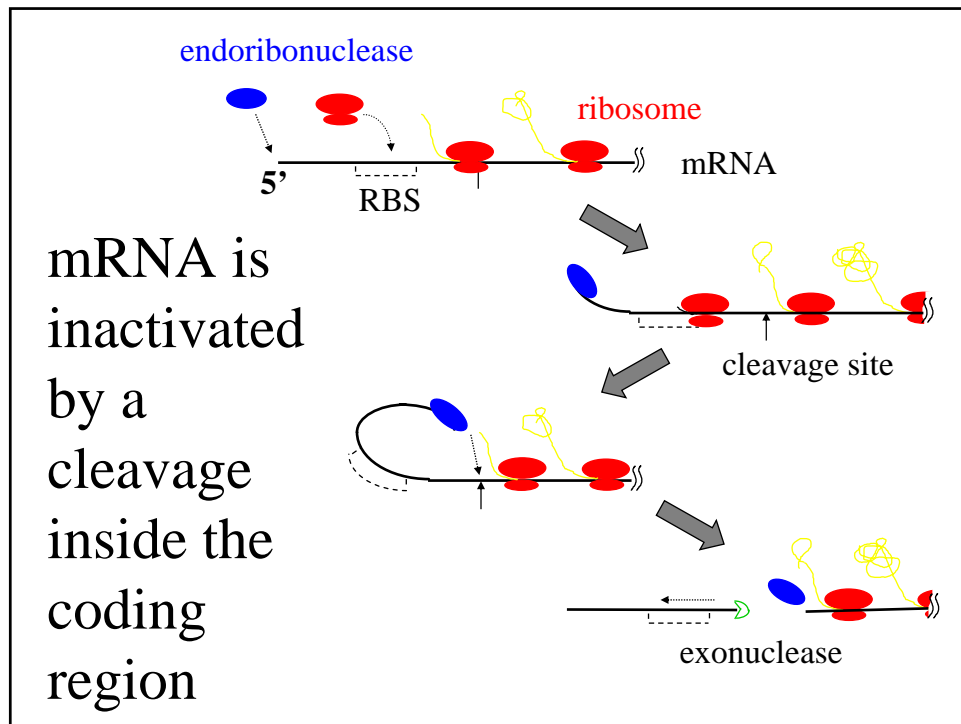 endoribonuclease
ribosome
mRNA
5’
RBS
mRNA is
inactivated
by a
cleavage
inside the
coding
region
cleavage site
exonuclease